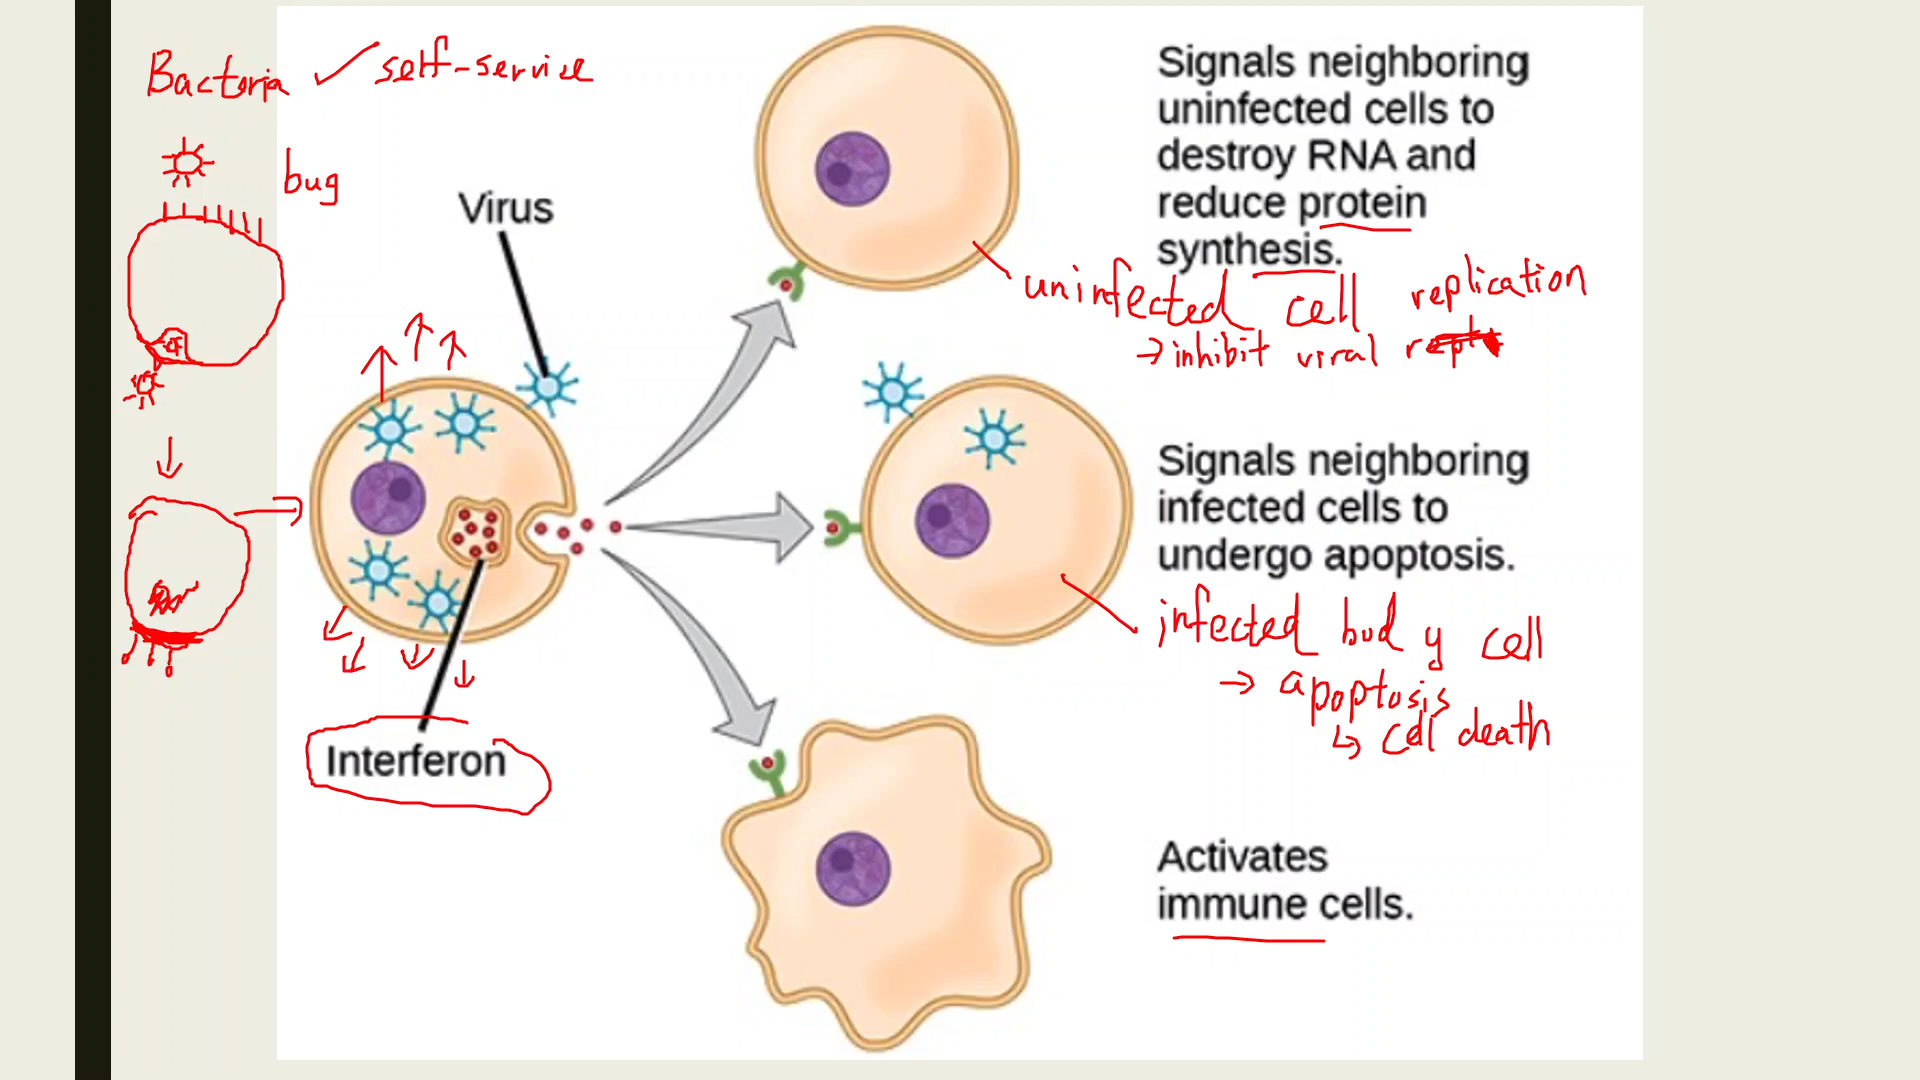 Bacteria ✓ self-service
bug
Virus
Interferon
Signals neighboring
uninfected cells to
destroy RNA and
reduce protein
synthesis.
uninfected cell replication
→ inhibit viral
Signals neighboring
infected cells to
undergo apoptosis.
infected body cell
→ apoptosis
↳ cell death
Activates
immune cells.